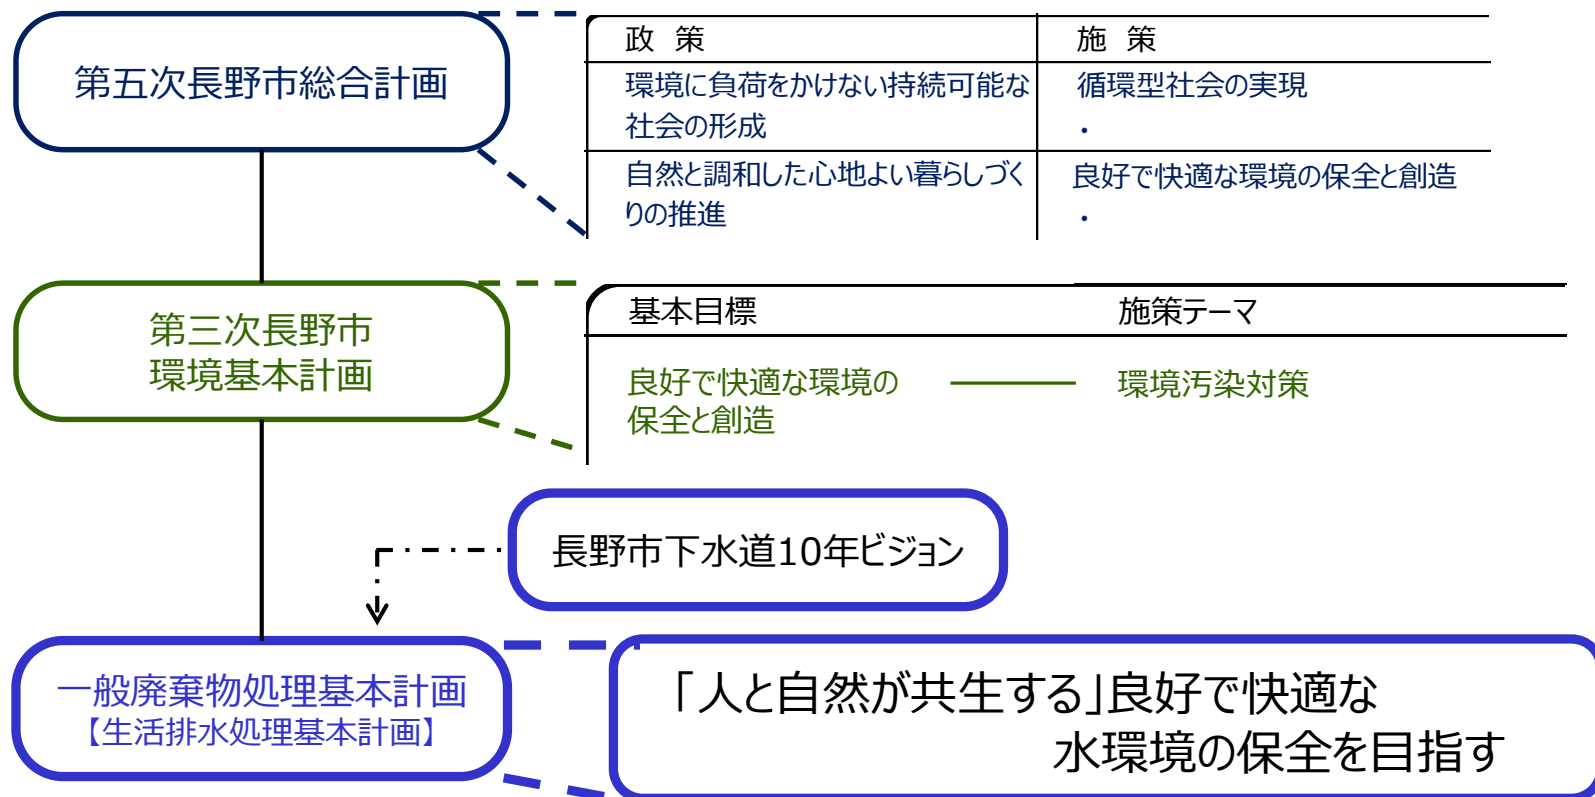 第五次長野市総合計画
政 策
施 策
環境に負荷をかけない持続可能な
社会の形成
循環型社会の実現
・
自然と調和した心地よい暮らしづく
りの推進
良好で快適な環境の保全と創造
・
第三次長野市
環境基本計画
基本目標
施策テーマ
良好で快適な環境の
保全と創造
環境汚染対策
長野市下水道10年ビジョン
一般廃棄物処理基本計画
【生活排水処理基本計画】
「人と自然が共生する」良好で快適な
水環境の保全を目指す